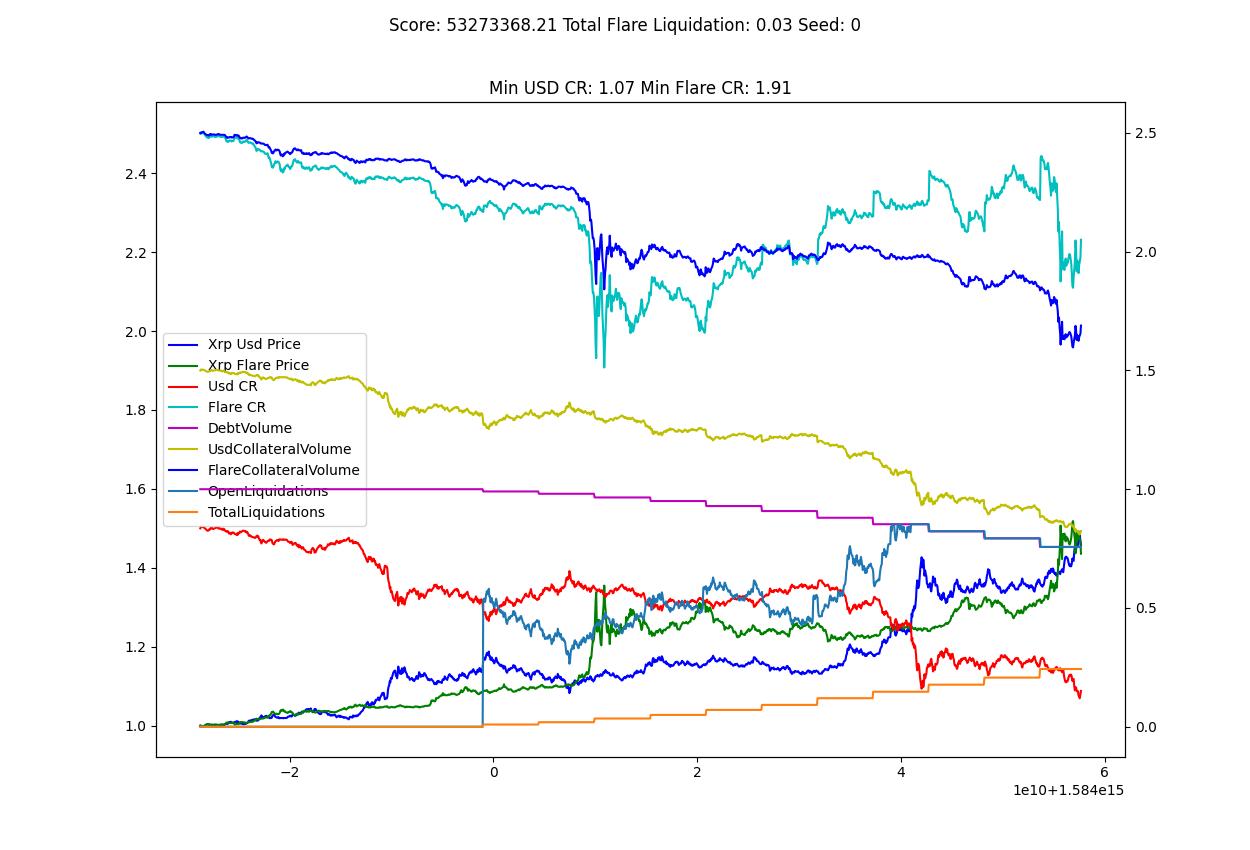 Score: 53273368.21 Total Flare Liquidation: 0.03 Seed: 0
Min USD CR: 1.07 Min Flare CR: 1.91
2.4
2.2
2.0
1.8
1.6
1.4
1.2
1.0
2.5
2.0
1.5
1.0
0.5
0.0
Xrp Usd Price
Xrp Flare Price
Usd CR
Flare CR
DebtVolume
UsdCollateralVolume
FlareCollateralVolume
OpenLiquidations
TotalLiquidations
−2 0 2 4 6
1e10+1.584e15